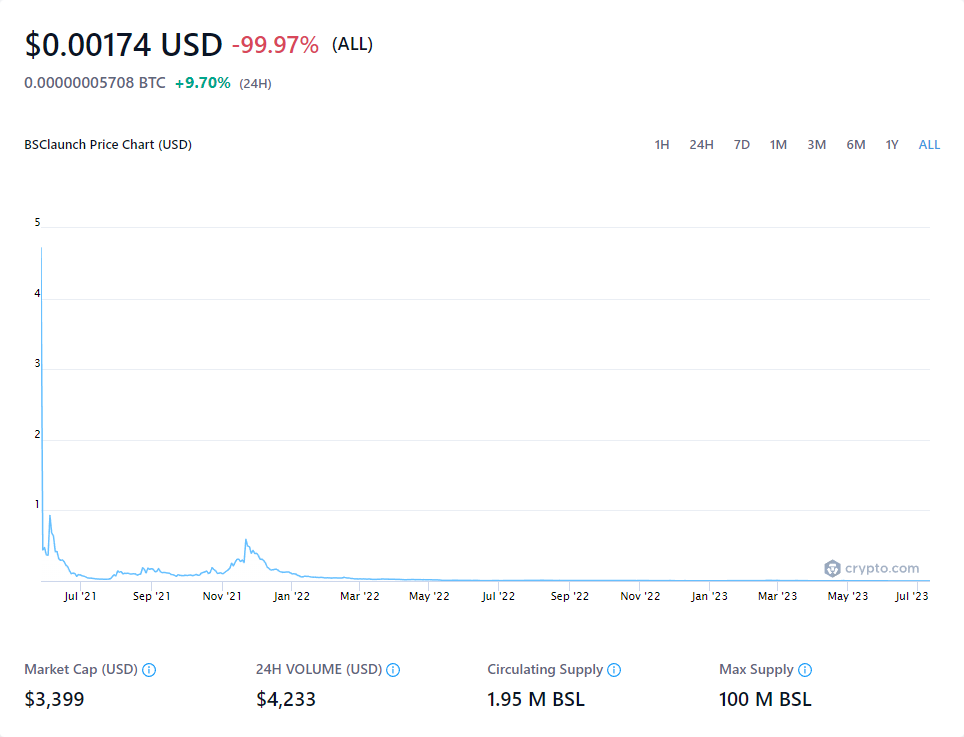 $0.00174 USD -99.97% (ALL)
0.00000005708 BTC +9.70% (24H)
BSClaunch Price Chart (USD) 1H 24H 7D 1M 3M 6M 1Y ALL
5
4
3
2
1
crypto.com
Jul '21 Sep '21 Nov '21 Jan '22 Mar '22 May '22 Jul '22 Sep '22 Nov '22 Jan '23 Mar '23 May '23 Jul '23
Market Cap (USD) 24H VOLUME (USD) Circulating Supply Max Supply
$3,399 $4,233 1.95 M BSL 100 M BSL